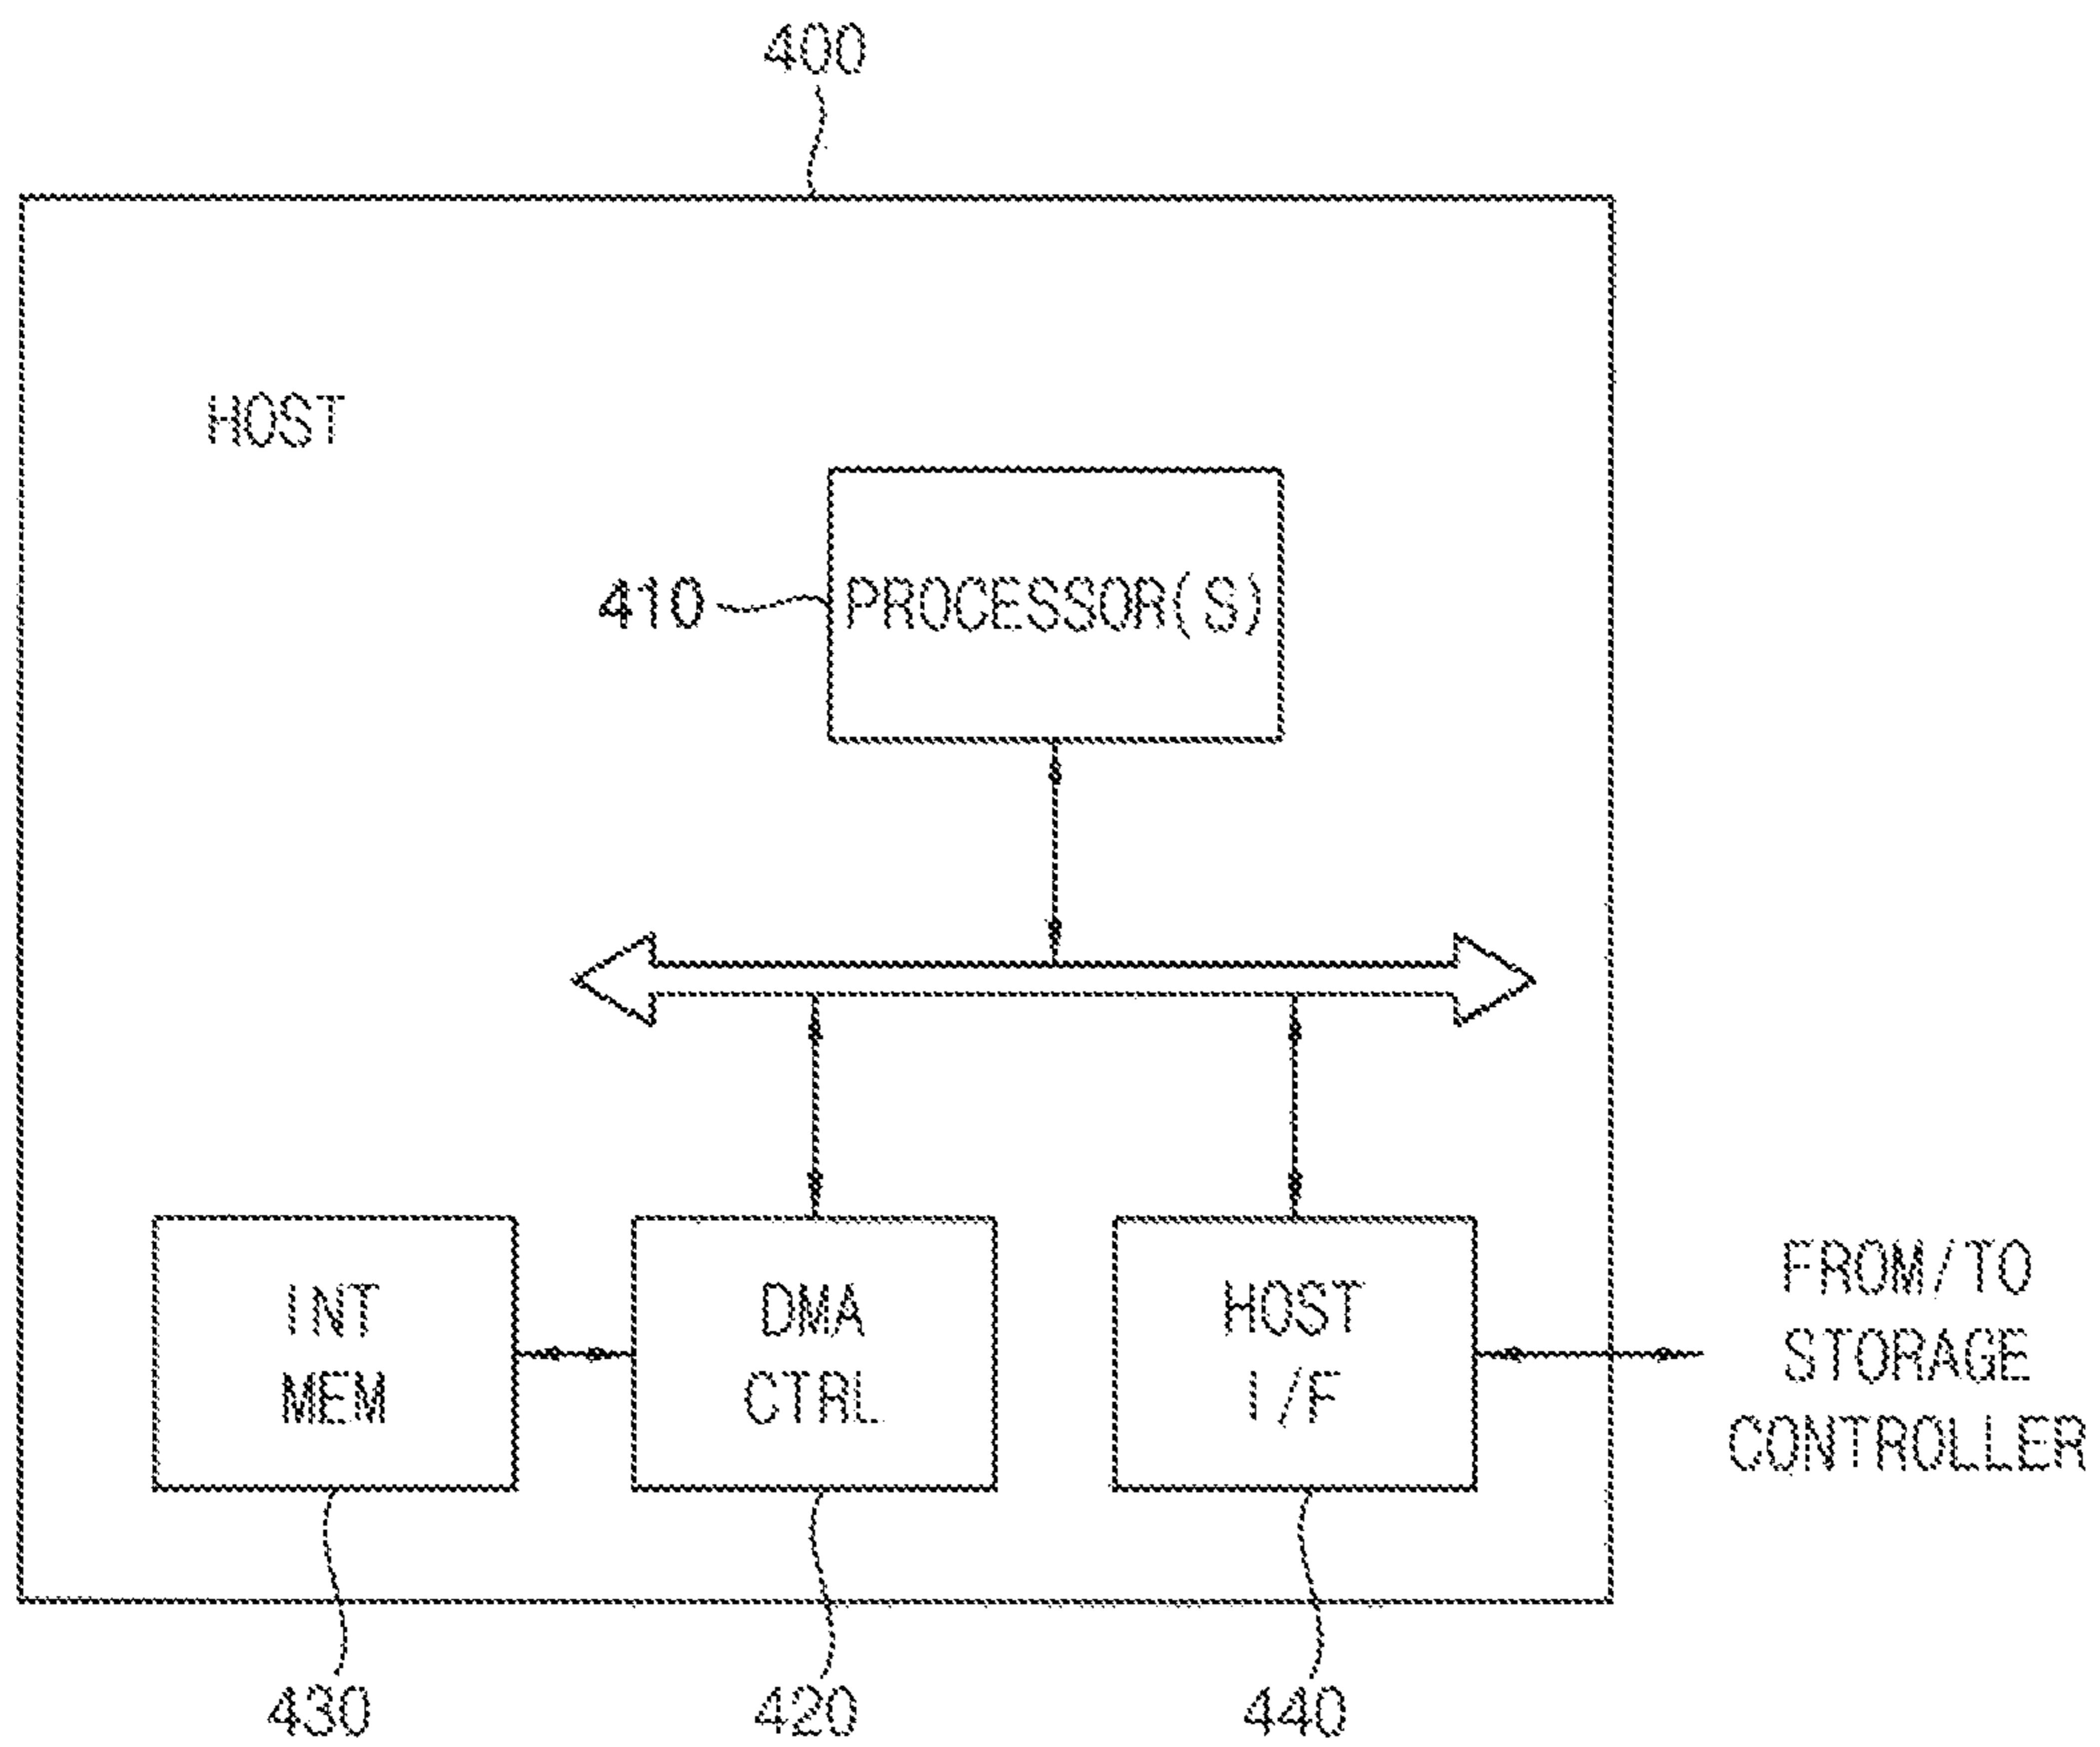 400
HOST
410
PROCESSOR(S)
INT
MEM
DMA
CTRL
HOST
I/F
FROM/TO
STORAGE
CONTROLLER
430
420
440